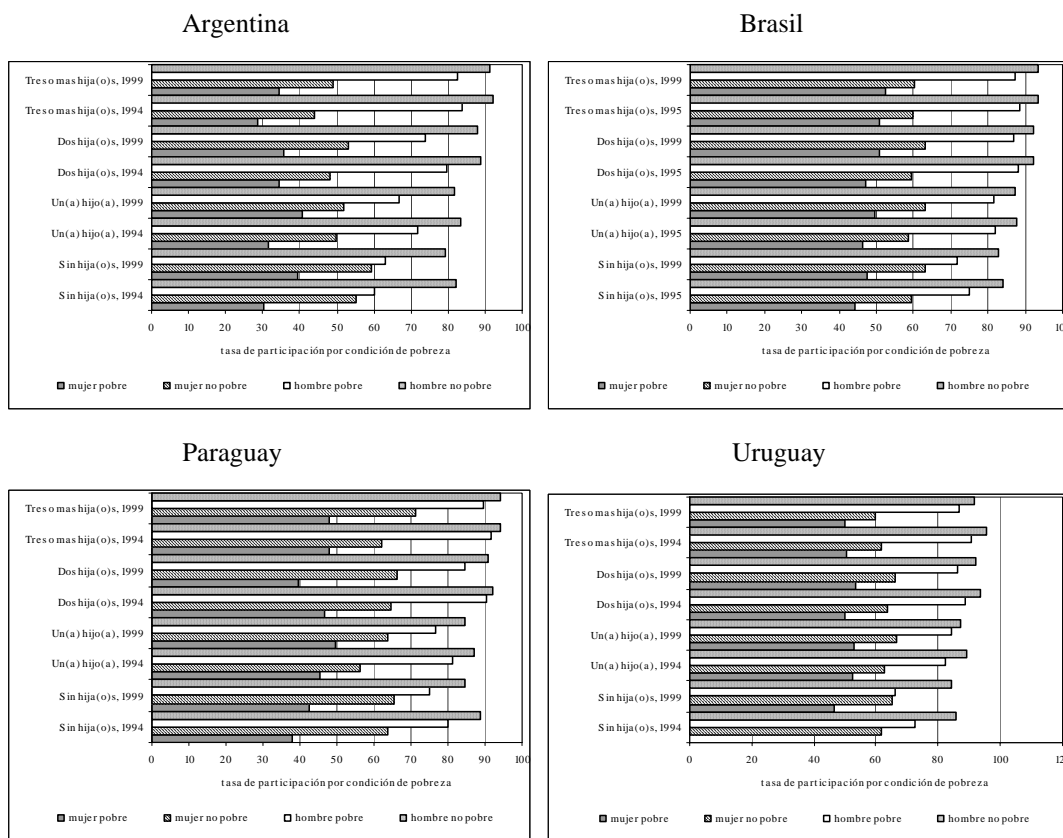 Argentina
Tres o mas hija(o)s, 1999
Tres o mas hija(o)s, 1994
Dos hija(o)s, 1999
Dos hija(o)s, 1994
Un(a) hijo(a), 1999
Un(a) hijo(a), 1994
Sin hija(o)s, 1999
Sin hija(o)s, 1994
0 10 20 30 40 50 60 70 80 90 100
tasa de participación por condición de pobreza
mujer pobre mujer no pobre hombre pobre hombre no pobre
Brasil
Tres o mas hija(o)s, 1999
Tres o mas hija(o)s, 1995
Dos hija(o)s, 1999
Dos hija(o)s, 1995
Un(a) hijo(a), 1999
Un(a) hijo(a), 1995
Sin hija(o)s, 1999
Sin hija(o)s, 1995
0 10 20 30 40 50 60 70 80 90 10
tasa de participación por condición de pobreza
mujer pobre mujer no pobre hombre pobre hombre no pobre
Paraguay
Tres o mas hija(o)s, 1999
Tres o mas hija(o)s, 1994
Dos hija(o)s, 1999
Dos hija(o)s, 1994
Un(a) hijo(a), 1999
Un(a) hijo(a), 1994
Sin hija(o)s, 1999
Sin hija(o)s, 1994
0 10 20 30 40 50 60 70 80 90 100
tasa de participación por condición de pobreza
mujer pobre mujer no pobre hombre pobre hombre no pobre
Uruguay
Tres o mas hija(o)s, 1999
Tres o mas hija(o)s, 1994
Dos hija(o)s, 1999
Dos hija(o)s, 1994
Un(a) hijo(a), 1999
Un(a) hijo(a), 1994
Sin hija(o)s, 1999
Sin hija(o)s, 1994
0 20 40 60 80 100 12
tasa de participación por condición de pobreza
mujer pobre mujer no pobre hombre pobre hombre no pobre